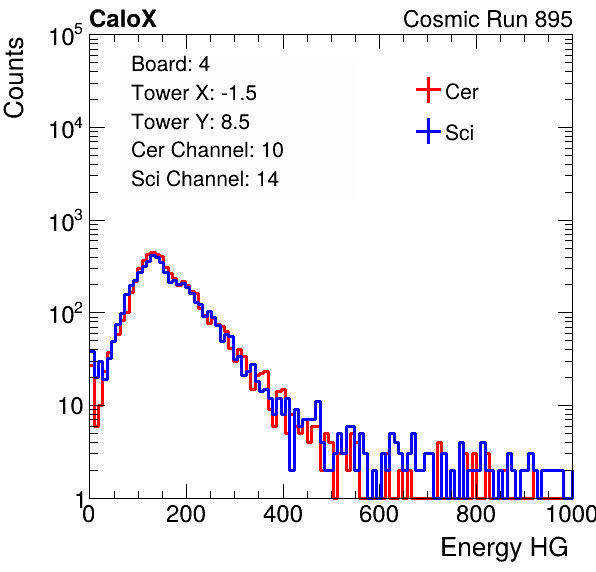 CaloX Cosmic Run 895
Counts
Board: 4
Tower X: -1.5
Tower Y: 8.5
Cer Channel: 10
Sci Channel: 14
Cer
Sci
10^5
10^4
10^3
10^2
10
1
0 200 400 600 800 1000
Energy HG